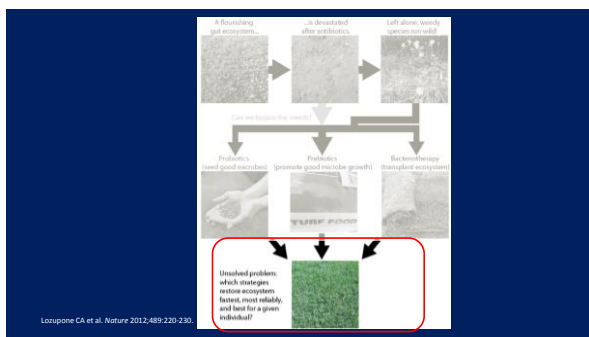 A flourishing
gut ecosystem...
...is devastated
after antibiotics.
Left alone, weedy
species run wild!
Can we bypass the weeds?
Probiotics
(seed good microbes)
Prebiotics
(promote good microbe growth)
Bacteriotherapy
(transplant ecosystem)
TURF FOOD
Unsolved problem:
which strategies
restore ecosystem
fastest, most reliably,
and best for a given
individual?
Lozupone CA et al. Nature 2012;489:220-230.